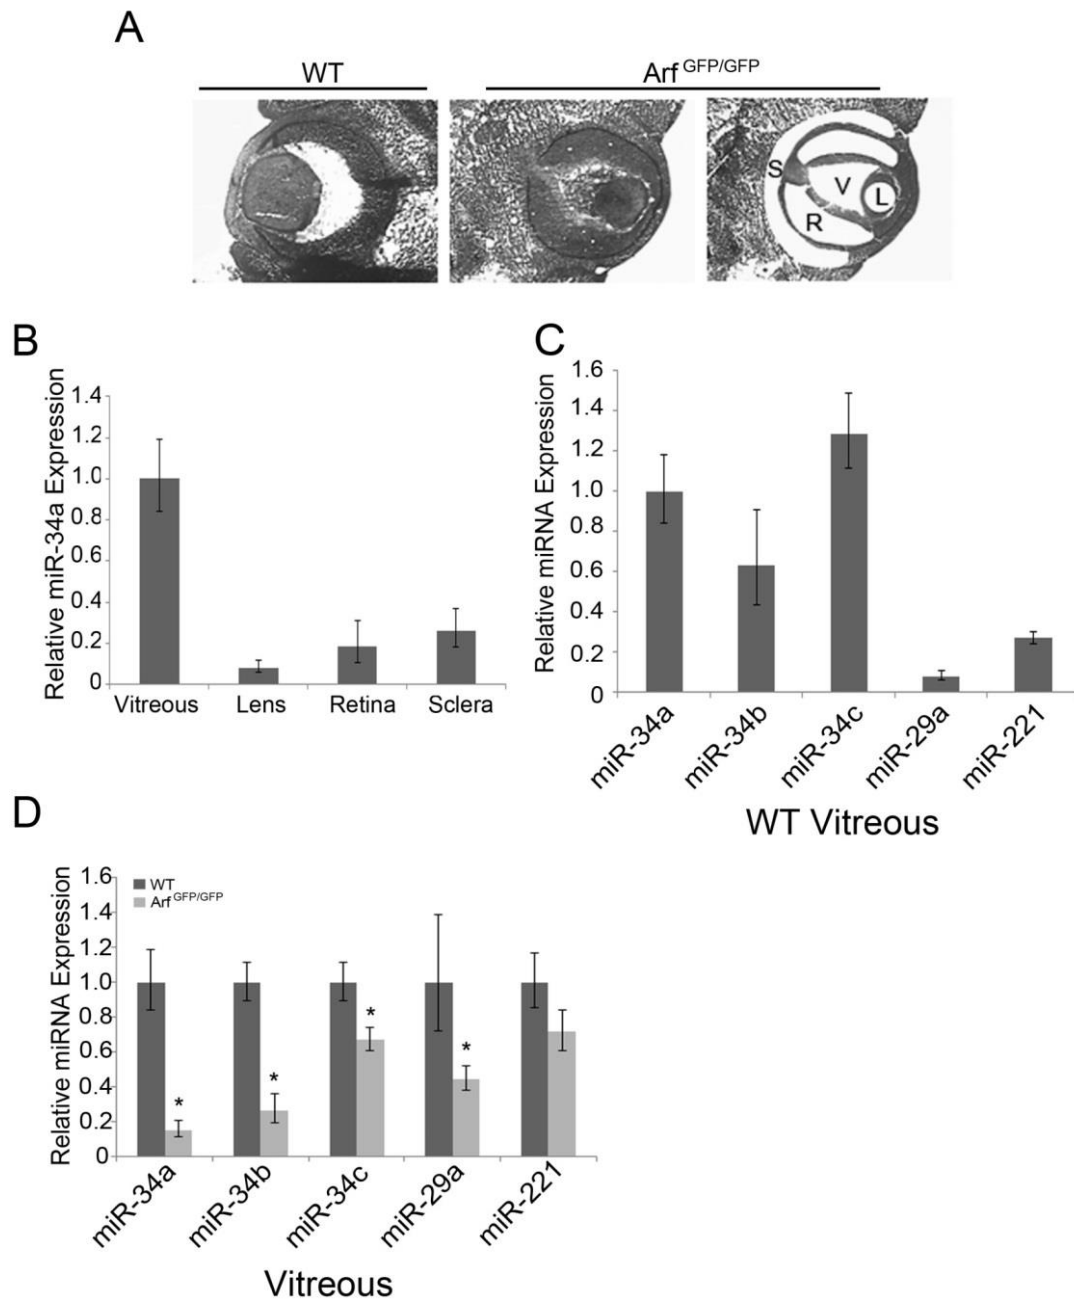 A
WT
Arf GFP/GFP
S
V
L
R
B
Relative miR-34a Expression
1.4
1.2
1.0
0.8
0.6
0.4
0.2
0
Vitreous Lens Retina Sclera
C
Relative miRNA Expression
1.6
1.4
1.2
1.0
0.8
0.6
0.4
0.2
0
miR-34a miR-34b miR-34c miR-29a miR-221
WT Vitreous
D
Relative miRNA Expression
1.6
1.4
1.2
1.0
0.8
0.6
0.4
0.2
0
WT
Arf GFP/GFP
*
*
*
*
miR-34a miR-34b miR-34c miR-29a miR-221
Vitreous